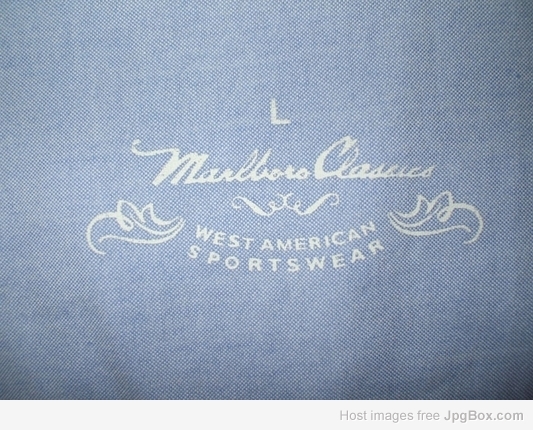 L
Marlboro Classics
WEST AMERICAN
SPORTSWEAR
Host images free JpgBox.com